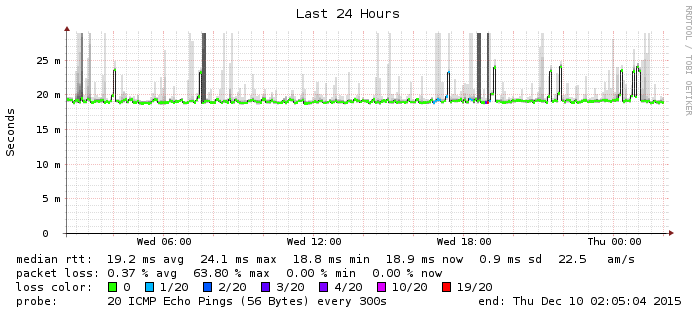 Last 24 Hours
RRDTOOL / TOBI OETIKER
Seconds
25 m
20 m
15 m
10 m
5 m
0
Wed 06:00 Wed 12:00 Wed 18:00 Thu 00:00
median rtt: 19.2 ms avg 24.1 ms max 18.8 ms min 18.9 ms now 0.9 ms sd 22.5 am/s
packet loss: 0.37 % avg 63.80 % max 0.00 % min 0.00 % now
loss color: 0 1/20 2/20 3/20 4/20 10/20 19/20
probe: 20 ICMP Echo Pings (56 Bytes) every 300s end: Thu Dec 10 02:05:04 2015